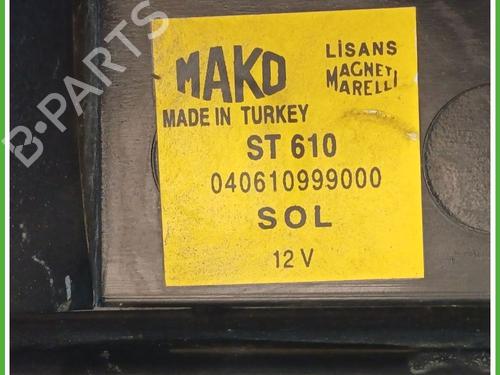 B-PARTS
MAKO
LİSANS
MAGNETI
MARELLI
MADE IN TURKEY
ST 610
040610999000
SOL
12 V